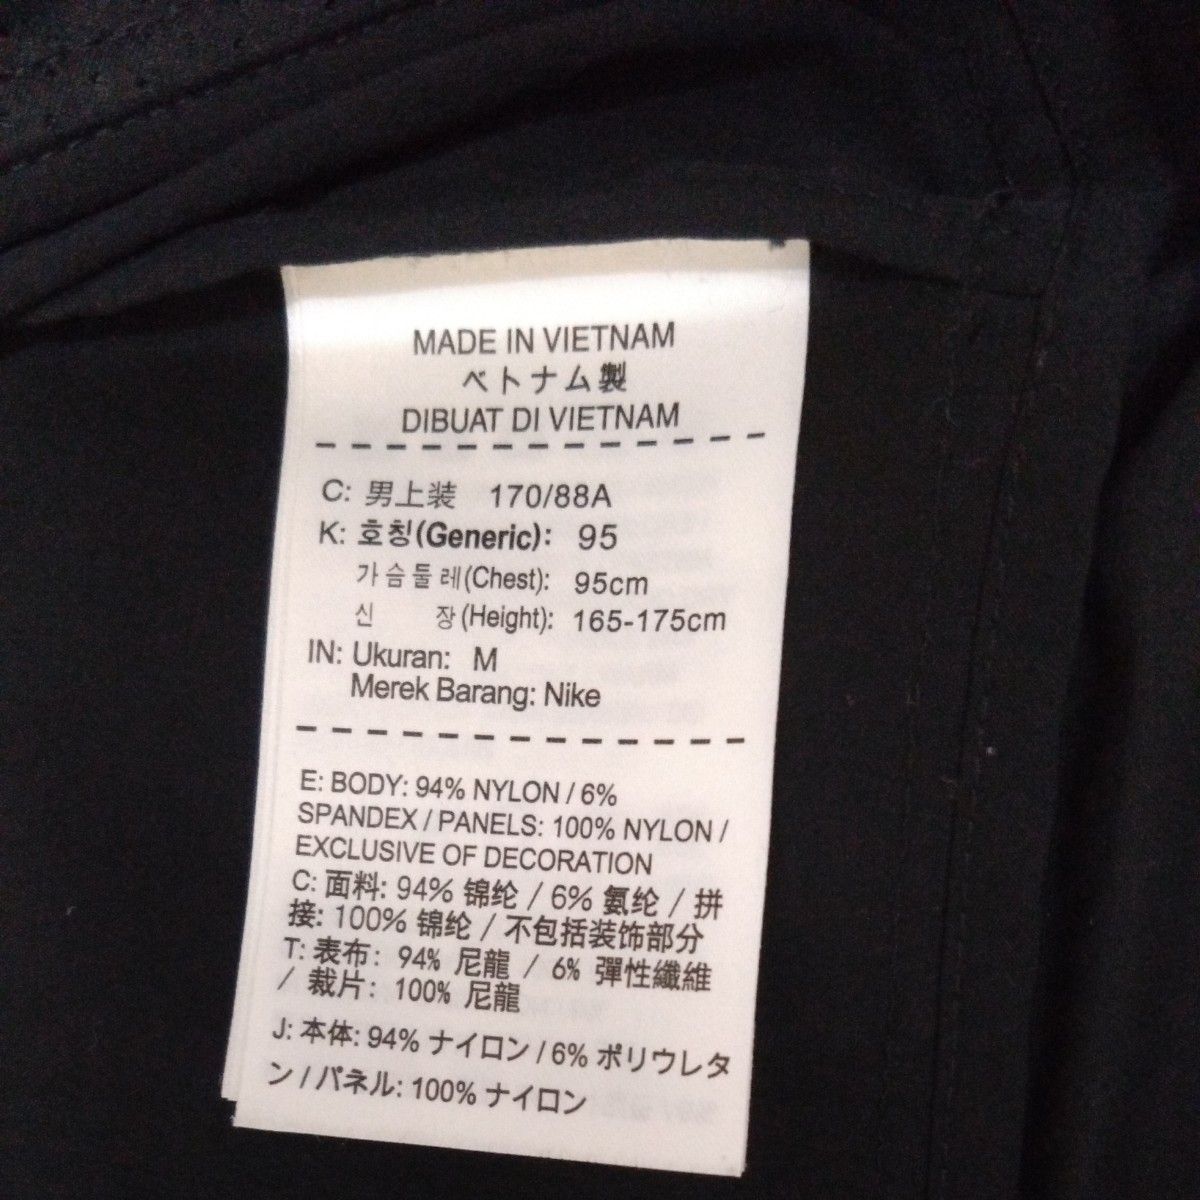 MADE IN VIETNAM
ベトナム製
DIBUAT DI VIETNAM
C: 男上装 170/88A
K: 호칭(Generic): 95
가슴둘레(Chest): 95cm
신 장(Height): 165-175cm
IN: Ukuran: M
Merek Barang: Nike
E: BODY: 94% NYLON / 6%
SPANDEX / PANELS: 100% NYLON /
EXCLUSIVE OF DECORATION
C: 面料: 94% 锦纶 / 6% 氨纶 / 拼
接: 100% 锦纶 / 不包括装饰部分
T: 表布: 94% 尼龍 / 6% 彈性纖維
/ 裁片: 100% 尼龍
J: 本体: 94% ナイロン / 6% ポリウレタ
ン / パネル: 100% ナイロン